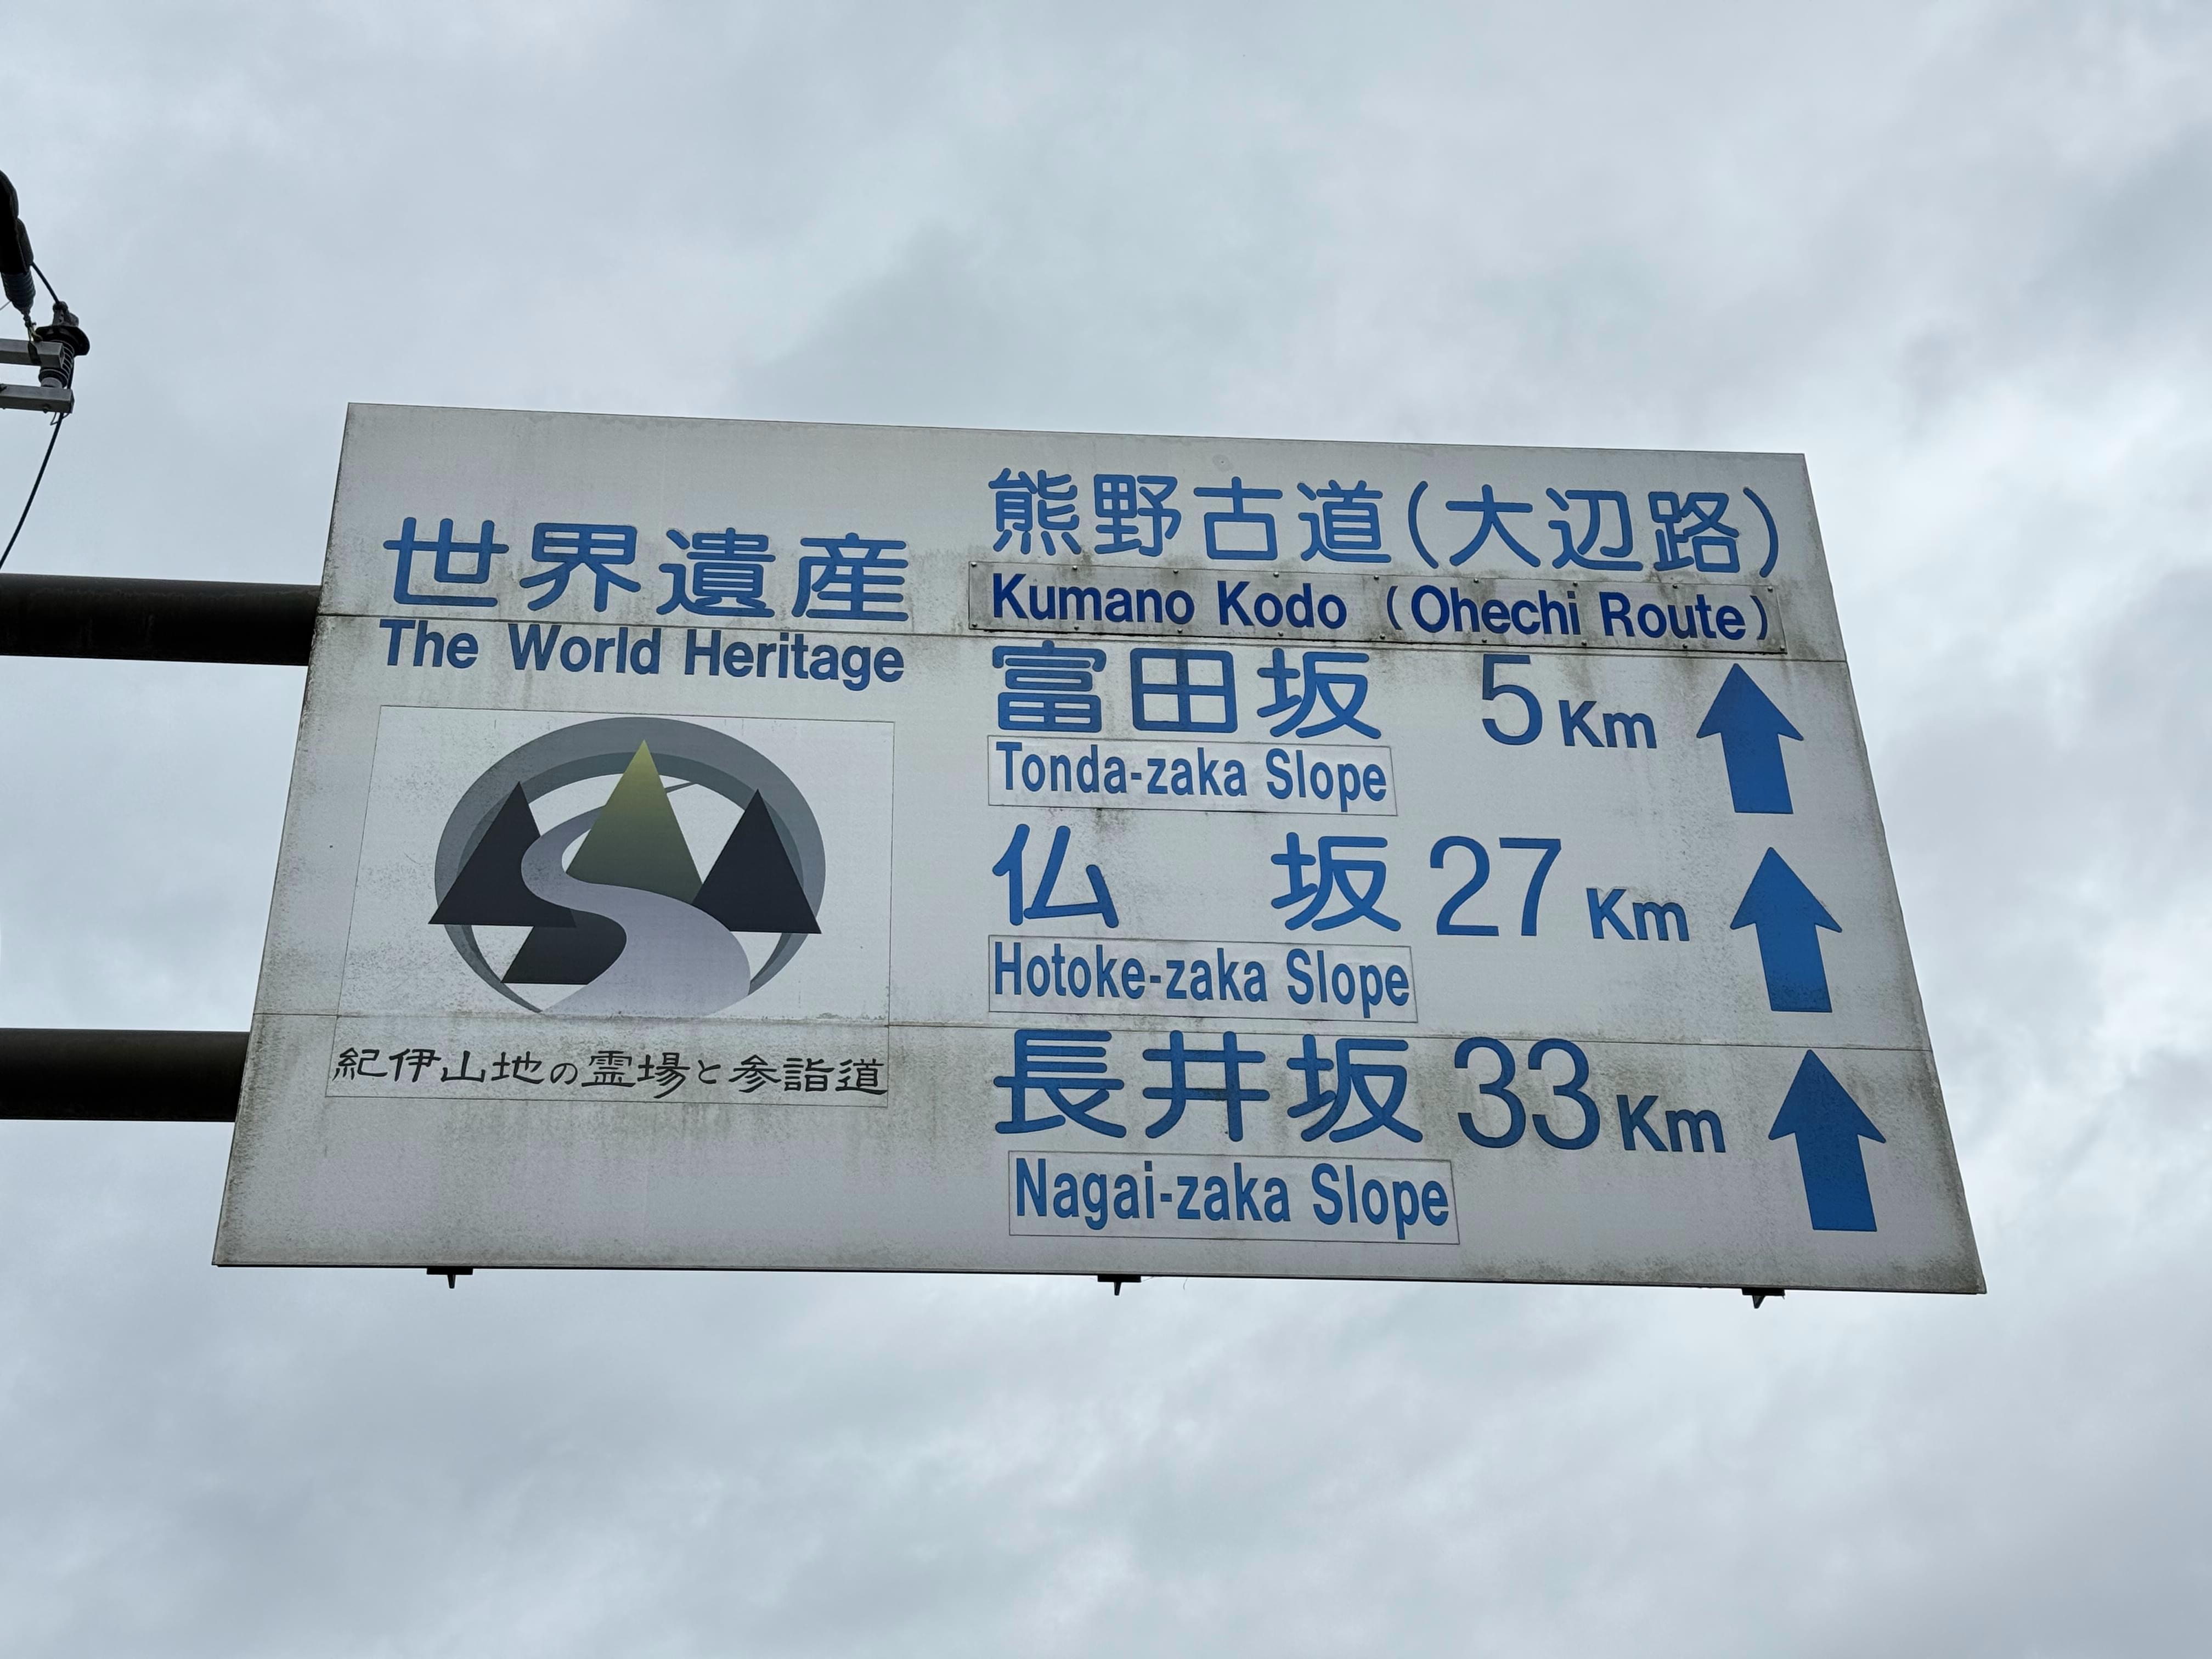 世界遺産
The World Heritage
紀伊山地の霊場と参詣道
熊野古道(大辺路)
Kumano Kodo (Ohechi Route)
富田坂 5Km
Tonda-zaka Slope
仏 坂 27Km
Hotoke-zaka Slope
長井坂 33Km
Nagai-zaka Slope